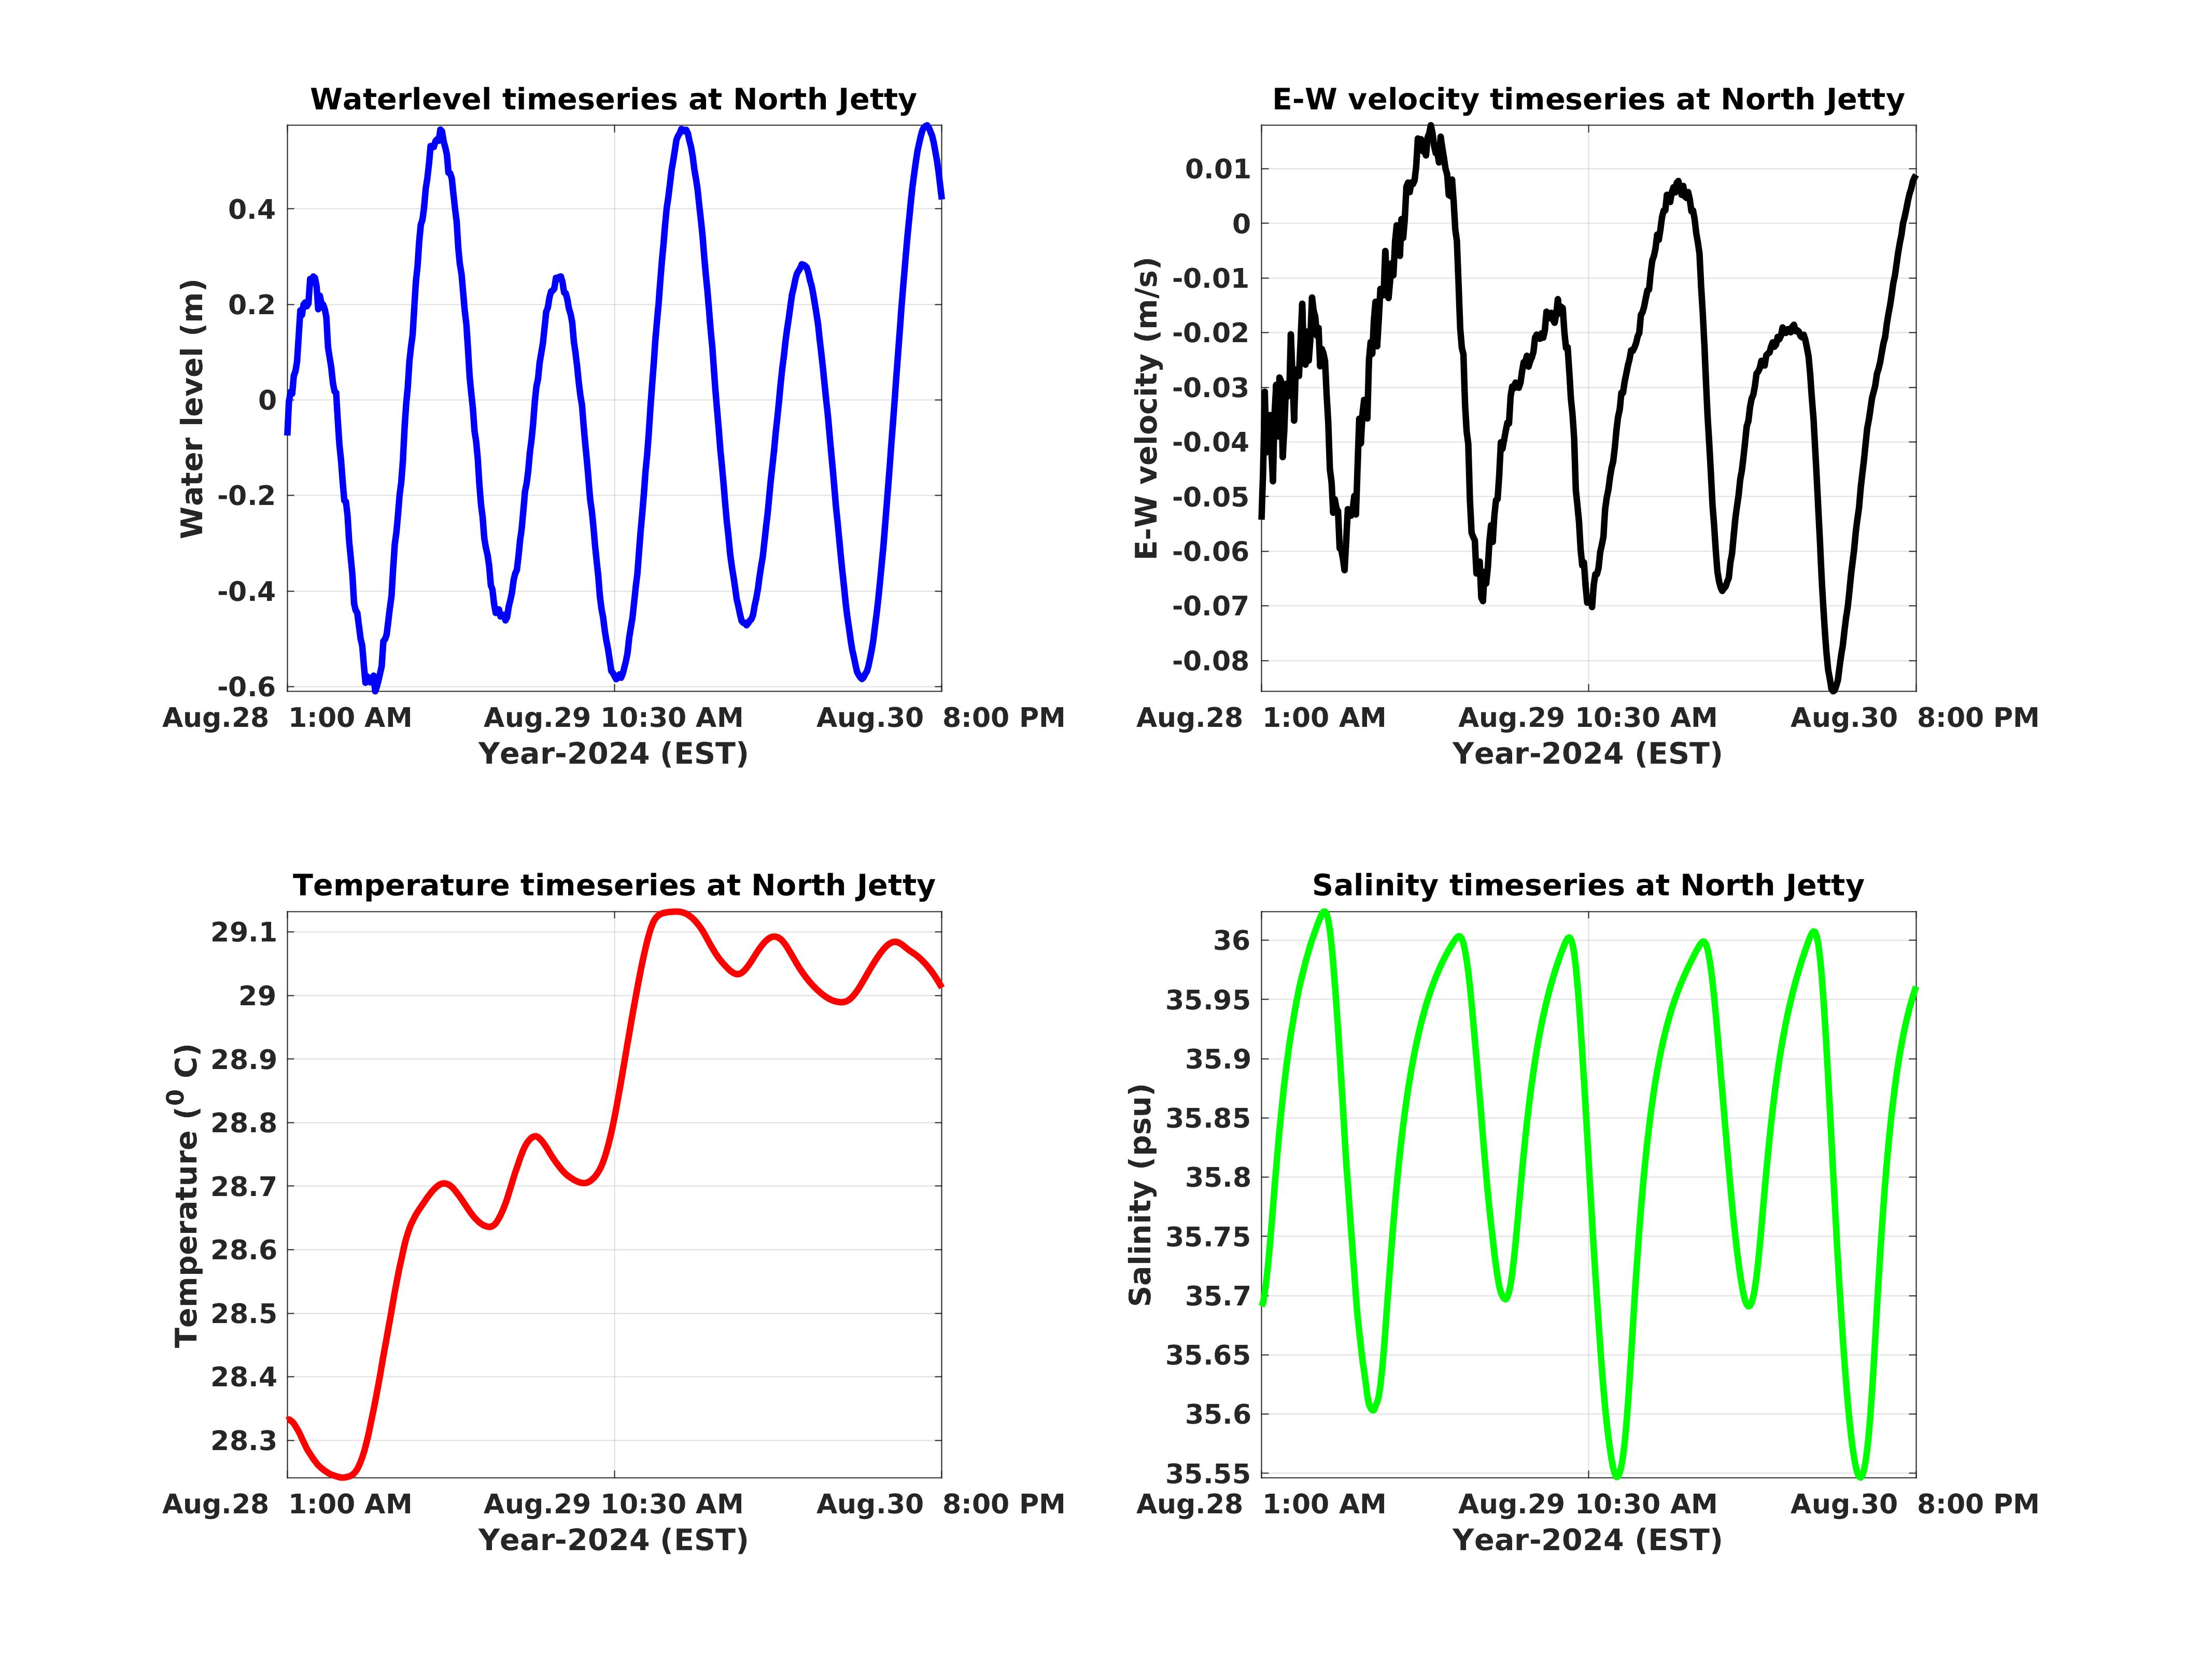 Waterlevel timeseries at North Jetty
Water level (m)
0.4
0.2
0
-0.2
-0.4
-0.6
Aug.28 1:00 AM Aug.29 10:30 AM Aug.30 8:00 PM
Year-2024 (EST)
E-W velocity timeseries at North Jetty
E-W velocity (m/s)
0.01
0
-0.01
-0.02
-0.03
-0.04
-0.05
-0.06
-0.07
-0.08
Aug.28 1:00 AM Aug.29 10:30 AM Aug.30 8:00 PM
Year-2024 (EST)
Temperature timeseries at North Jetty
Temperature (⁰ C)
29.1
29
28.9
28.8
28.7
28.6
28.5
28.4
28.3
Aug.28 1:00 AM Aug.29 10:30 AM Aug.30 8:00 PM
Year-2024 (EST)
Salinity timeseries at North Jetty
Salinity (psu)
36
35.95
35.9
35.85
35.8
35.75
35.7
35.65
35.6
35.55
Aug.28 1:00 AM Aug.29 10:30 AM Aug.30 8:00 PM
Year-2024 (EST)